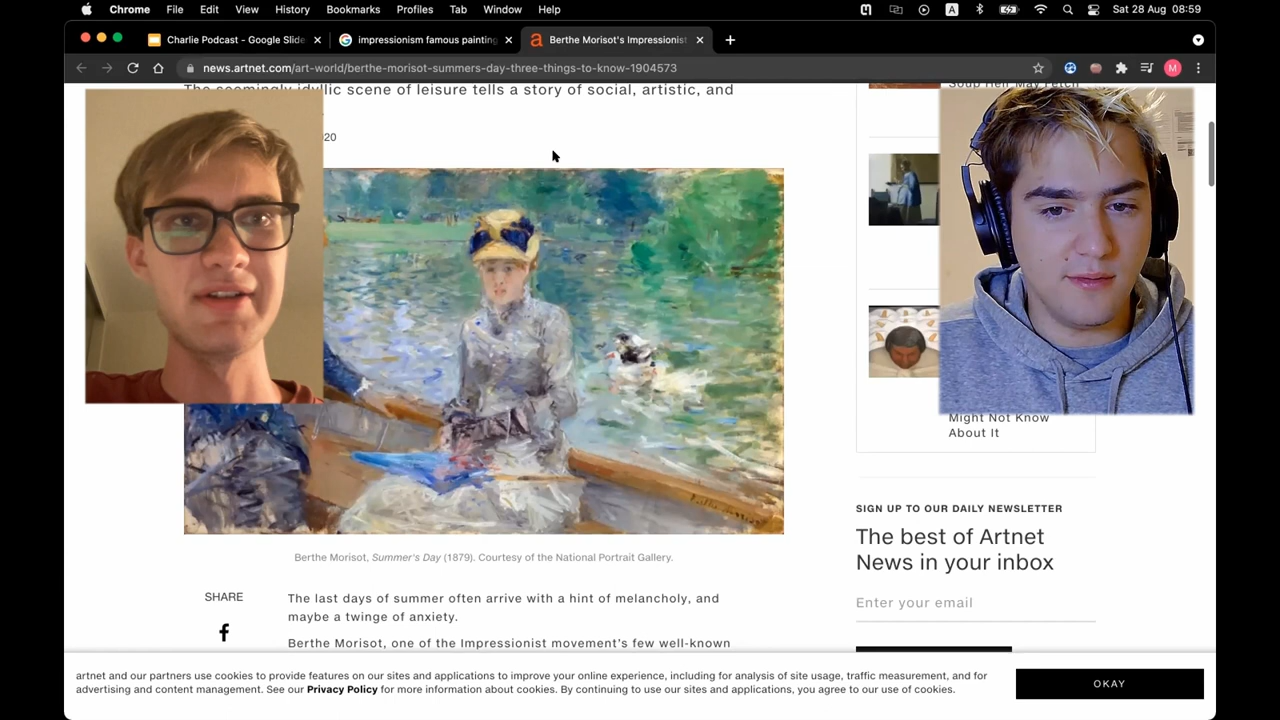 Chrome File Edit View History Bookmarks Profiles Tab Window Help
A
Sat 28 Aug 08:59
Charlie Podcast - Google Slide
impressionism famous painting
Berthe Morisot's Impressionist
news.artnet.com/art-world/berthe-morisot-summers-day-three-things-to-know-1904573
M
The seemingly idyllic scene of leisure tells a story of social, artistic, and
20
Soup Hen May Fetch
Might Not Know
About It
Berthe Morisot, Summer's Day (1879). Courtesy of the National Portrait Gallery.
SHARE
The last days of summer often arrive with a hint of melancholy, and
maybe a twinge of anxiety.
Berthe Morisot, one of the Impressionist movement's few well-known
SIGN UP TO OUR DAILY NEWSLETTER
The best of Artnet
News in your inbox
Enter your email
artnet and our partners use cookies to provide features on our sites and applications to improve your online experience, including for analysis of site usage, traffic measurement, and for
advertising and content management. See our Privacy Policy for more information about cookies. By continuing to use our sites and applications, you agree to our use of cookies.
OKAY